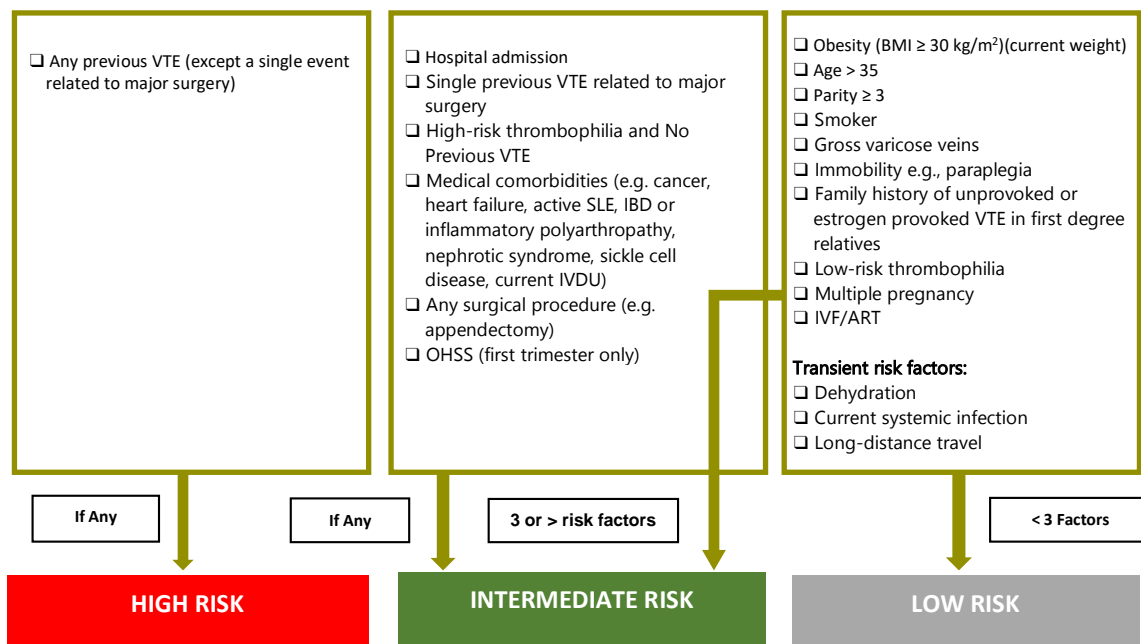 ❑ Any previous VTE (except a single event
related to major surgery)
❑ Hospital admission
❑ Single previous VTE related to major
surgery
❑ High-risk thrombophilia and No
Previous VTE
❑ Medical comorbidities (e.g. cancer,
heart failure, active SLE, IBD or
inflammatory polyarthropathy,
nephrotic syndrome, sickle cell
disease, current IVDU)
❑ Any surgical procedure (e.g.
appendectomy)
❑ OHSS (first trimester only)
❑ Obesity (BMI ≥ 30 kg/m²)(current weight)
❑ Age > 35
❑ Parity ≥ 3
❑ Smoker
❑ Gross varicose veins
❑ Immobility e.g., paraplegia
❑ Family history of unprovoked or
estrogen provoked VTE in first degree
relatives
❑ Low-risk thrombophilia
❑ Multiple pregnancy
❑ IVF/ART
Transient risk factors:
❑ Dehydration
❑ Current systemic infection
❑ Long-distance travel
If Any
If Any
3 or > risk factors
< 3 Factors
HIGH RISK
INTERMEDIATE RISK
LOW RISK